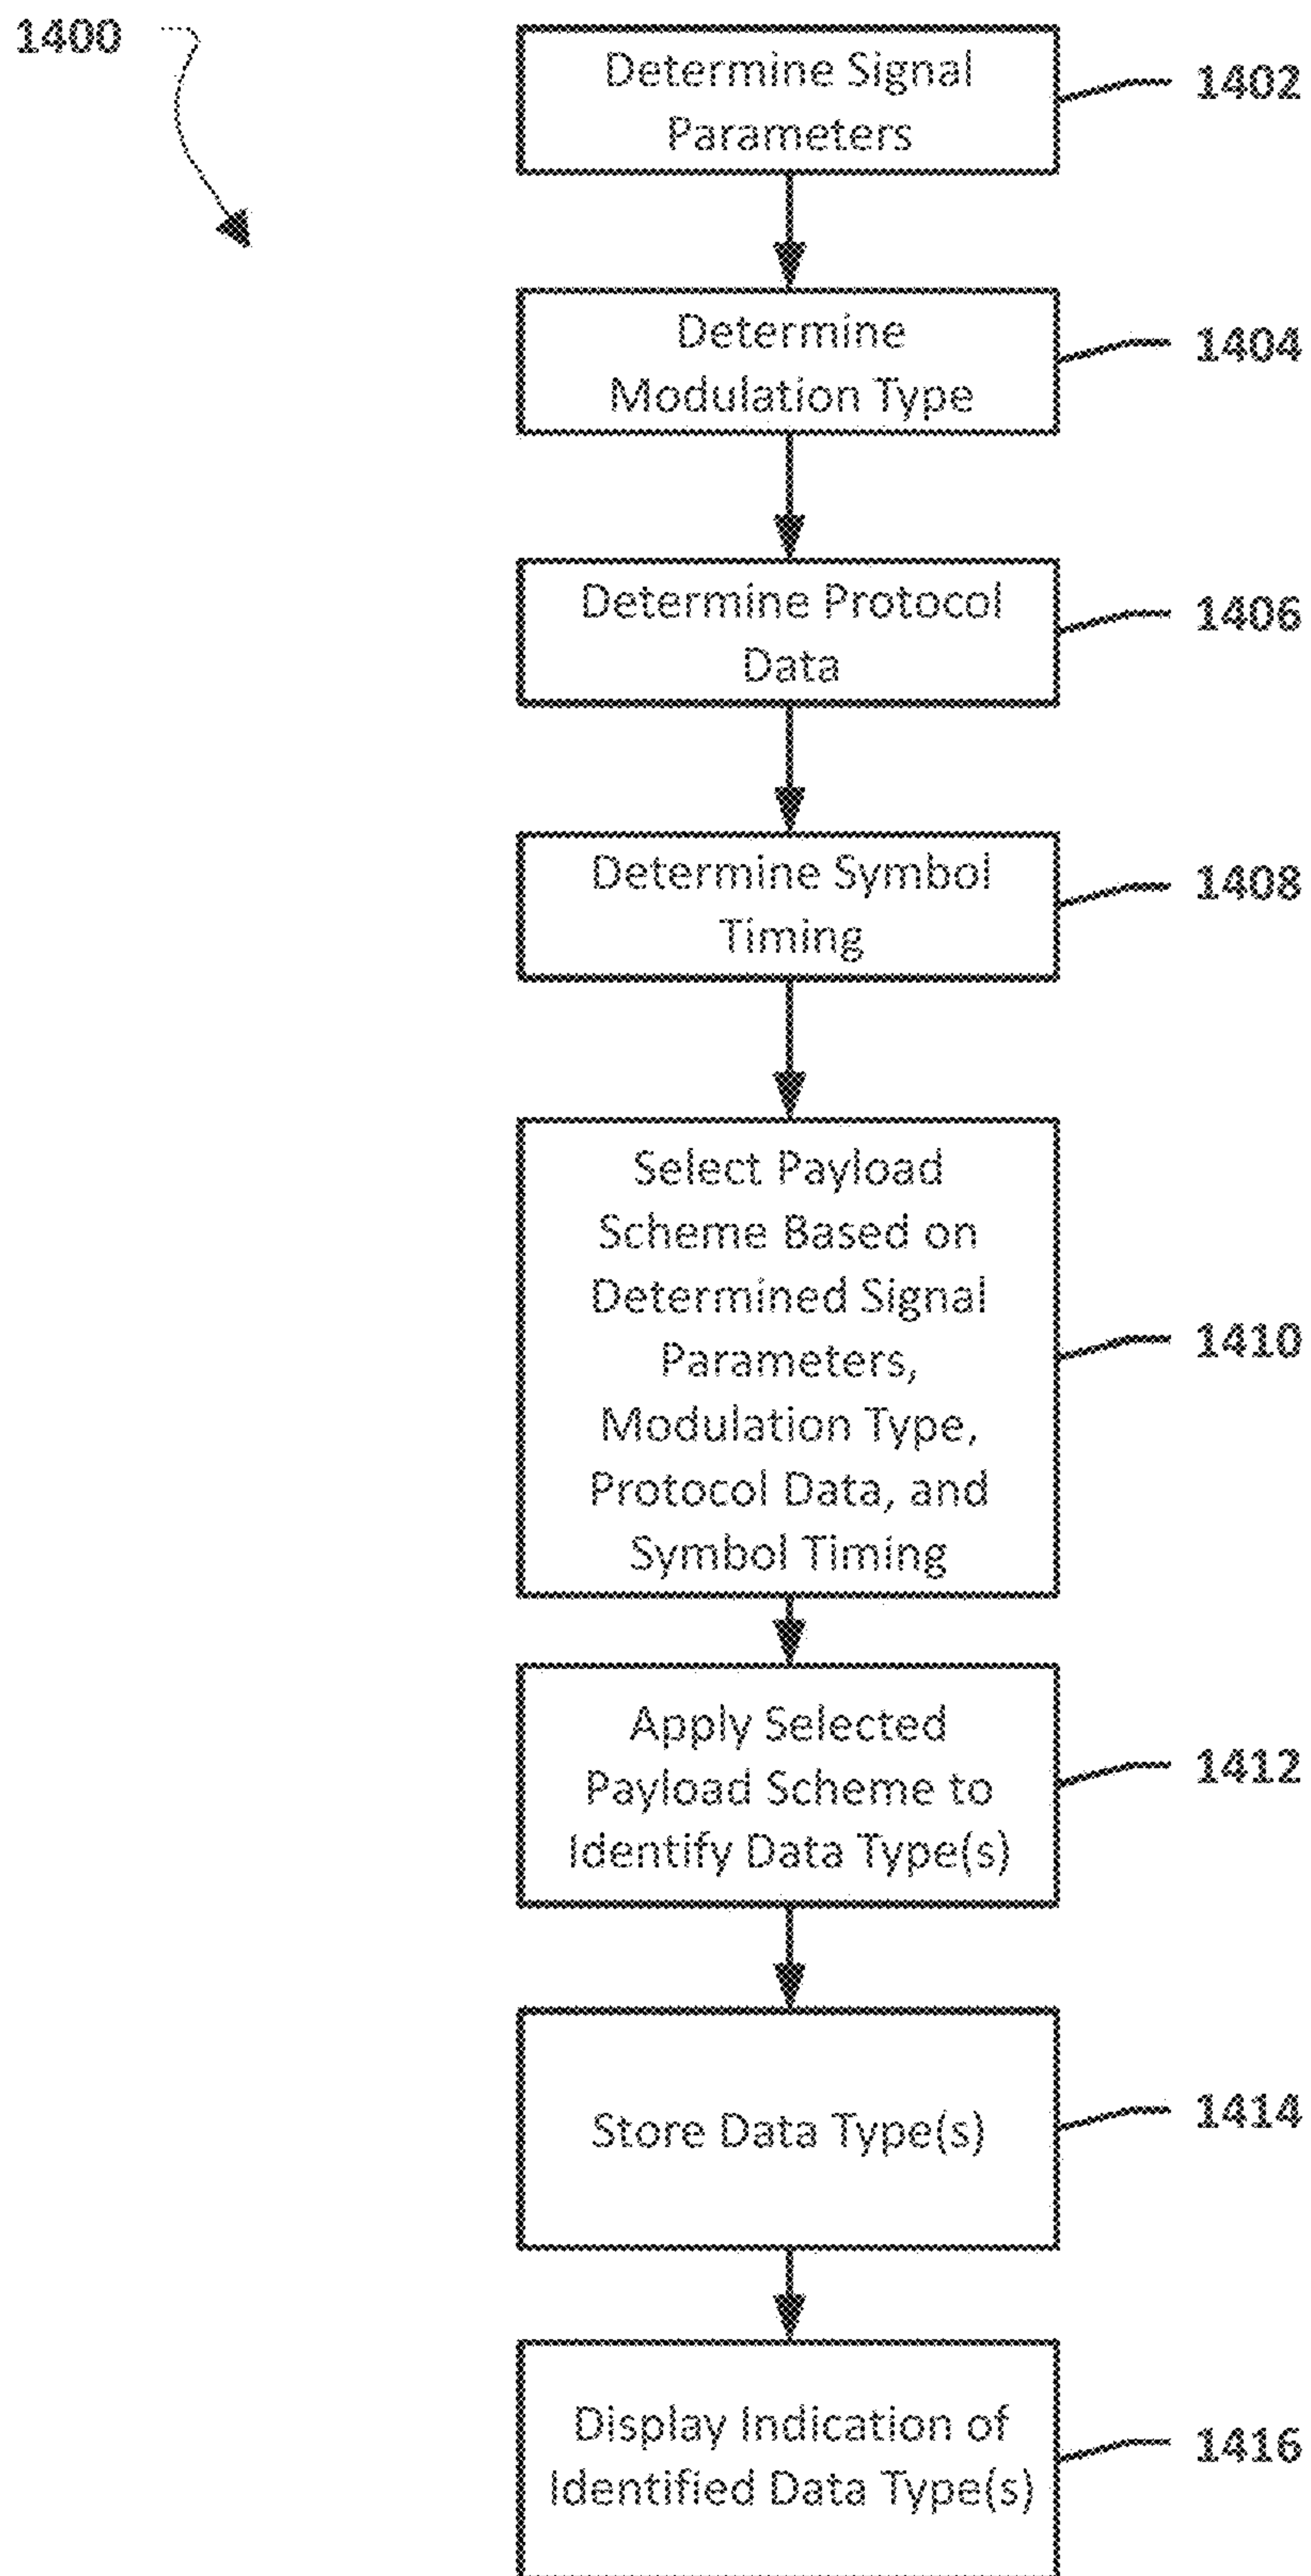 1400
Determine Signal
Parameters
1402
Determine
Modulation Type
1404
Determine Protocol
Data
1406
Determine Symbol
Timing
1408
Select Payload
Scheme Based on
Determined Signal
Parameters,
Modulation Type,
Protocol Data, and
Symbol Timing
1410
Apply Selected
Payload Scheme to
Identify Data Type(s)
1412
Store Data Type(s)
1414
Display Indication of
Identified Data Type(s)
1416